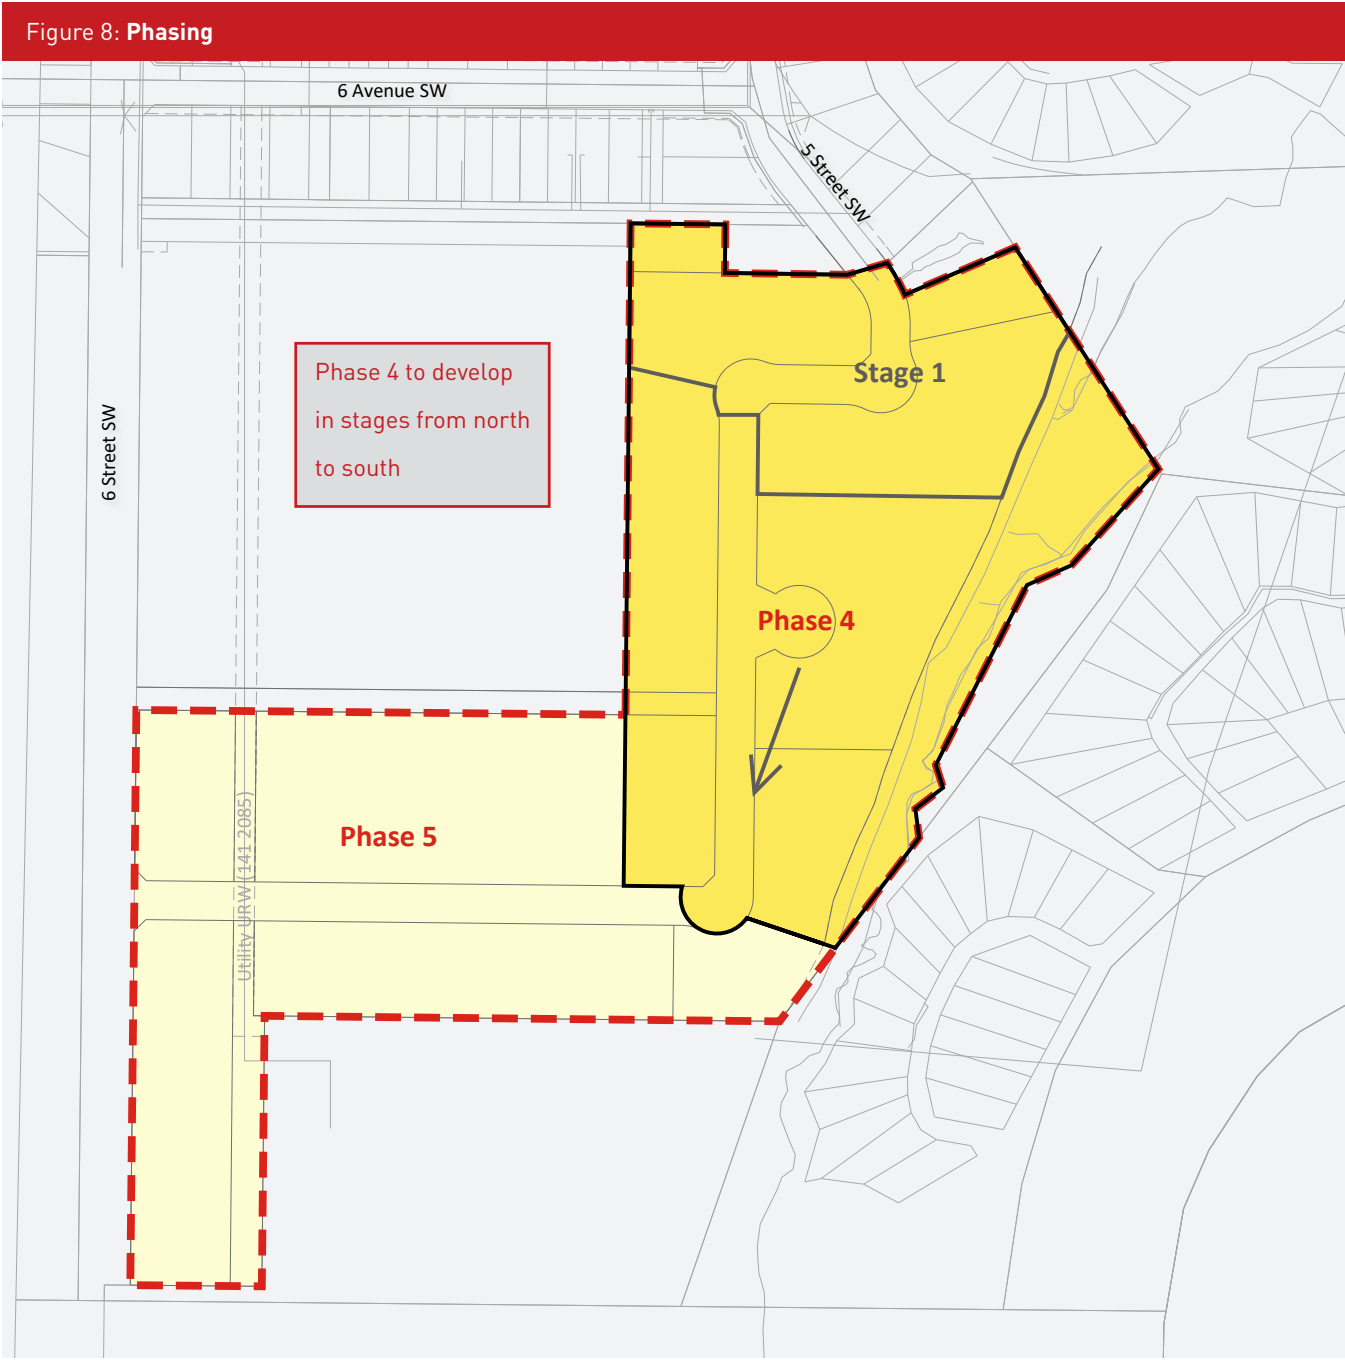 Figure 8: Phasing
6 Avenue SW
5 Street SW
Phase 4 to develop
in stages from north
to south
Stage 1
6 Street SW
Phase 4
Phase 5
Utility URW (141 2085)